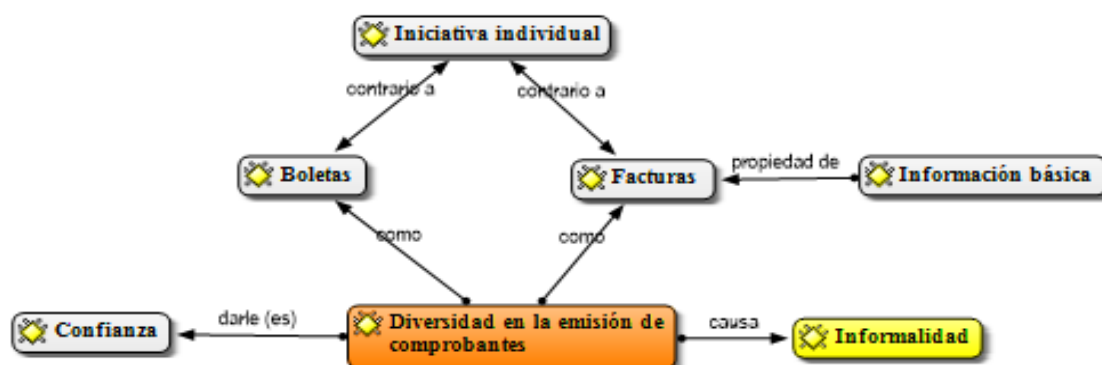 Iniciativa individual
contrario a
contrario a
Boletas
Facturas
propiedad de
Información básica
como
como
Confianza
darle (es)
Diversidad en la emisión de
comprobantes
causa
Informalidad